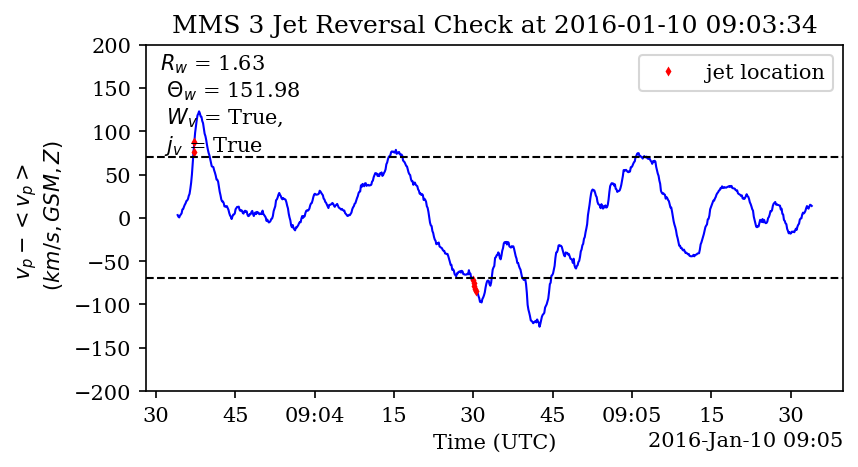 MMS 3 Jet Reversal Check at 2016-01-10 09:03:34
R_w = 1.63
Θ_w = 151.98
W_v = True,
j_v = True
jet location
v_p − < v_p >
(km/s, GSM, Z)
200
150
100
50
0
−50
−100
−150
−200
30 45 09:04 15 30 45 09:05 15 30
Time (UTC)
2016-Jan-10 09:05